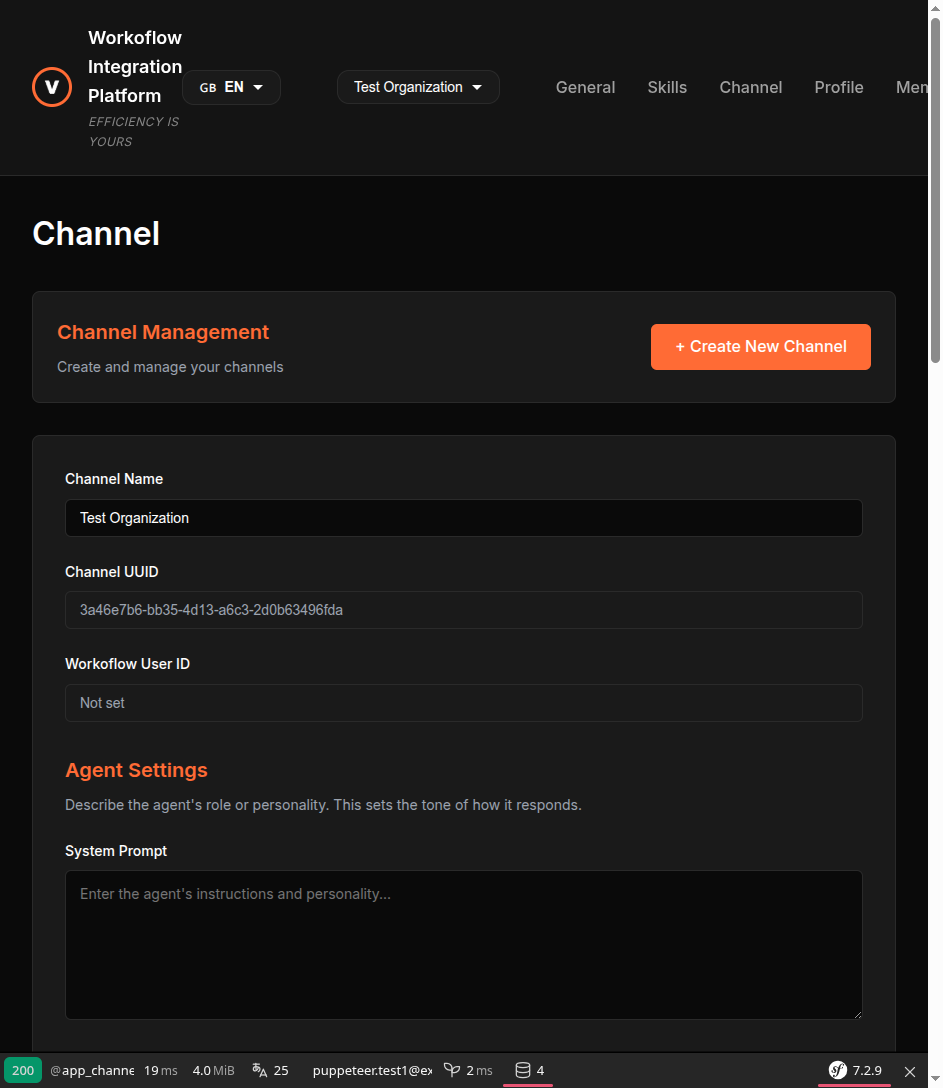 Workoflow
Integration
Platform
EFFICIENCY IS
YOURS
V
GB EN
Test Organization
General Skills Channel Profile Mem
Channel
Channel Management
Create and manage your channels
+ Create New Channel
Channel Name
Test Organization
Channel UUID
3a46e7b6-bb35-4d13-a6c3-2d0b63496fda
Workoflow User ID
Not set
Agent Settings
Describe the agent's role or personality. This sets the tone of how it responds.
System Prompt
Enter the agent's instructions and personality...
200 @app_channe 19 ms 4.0 MiB 25 puppeteer.test1@ex 2 ms 4 sf 7.2.9